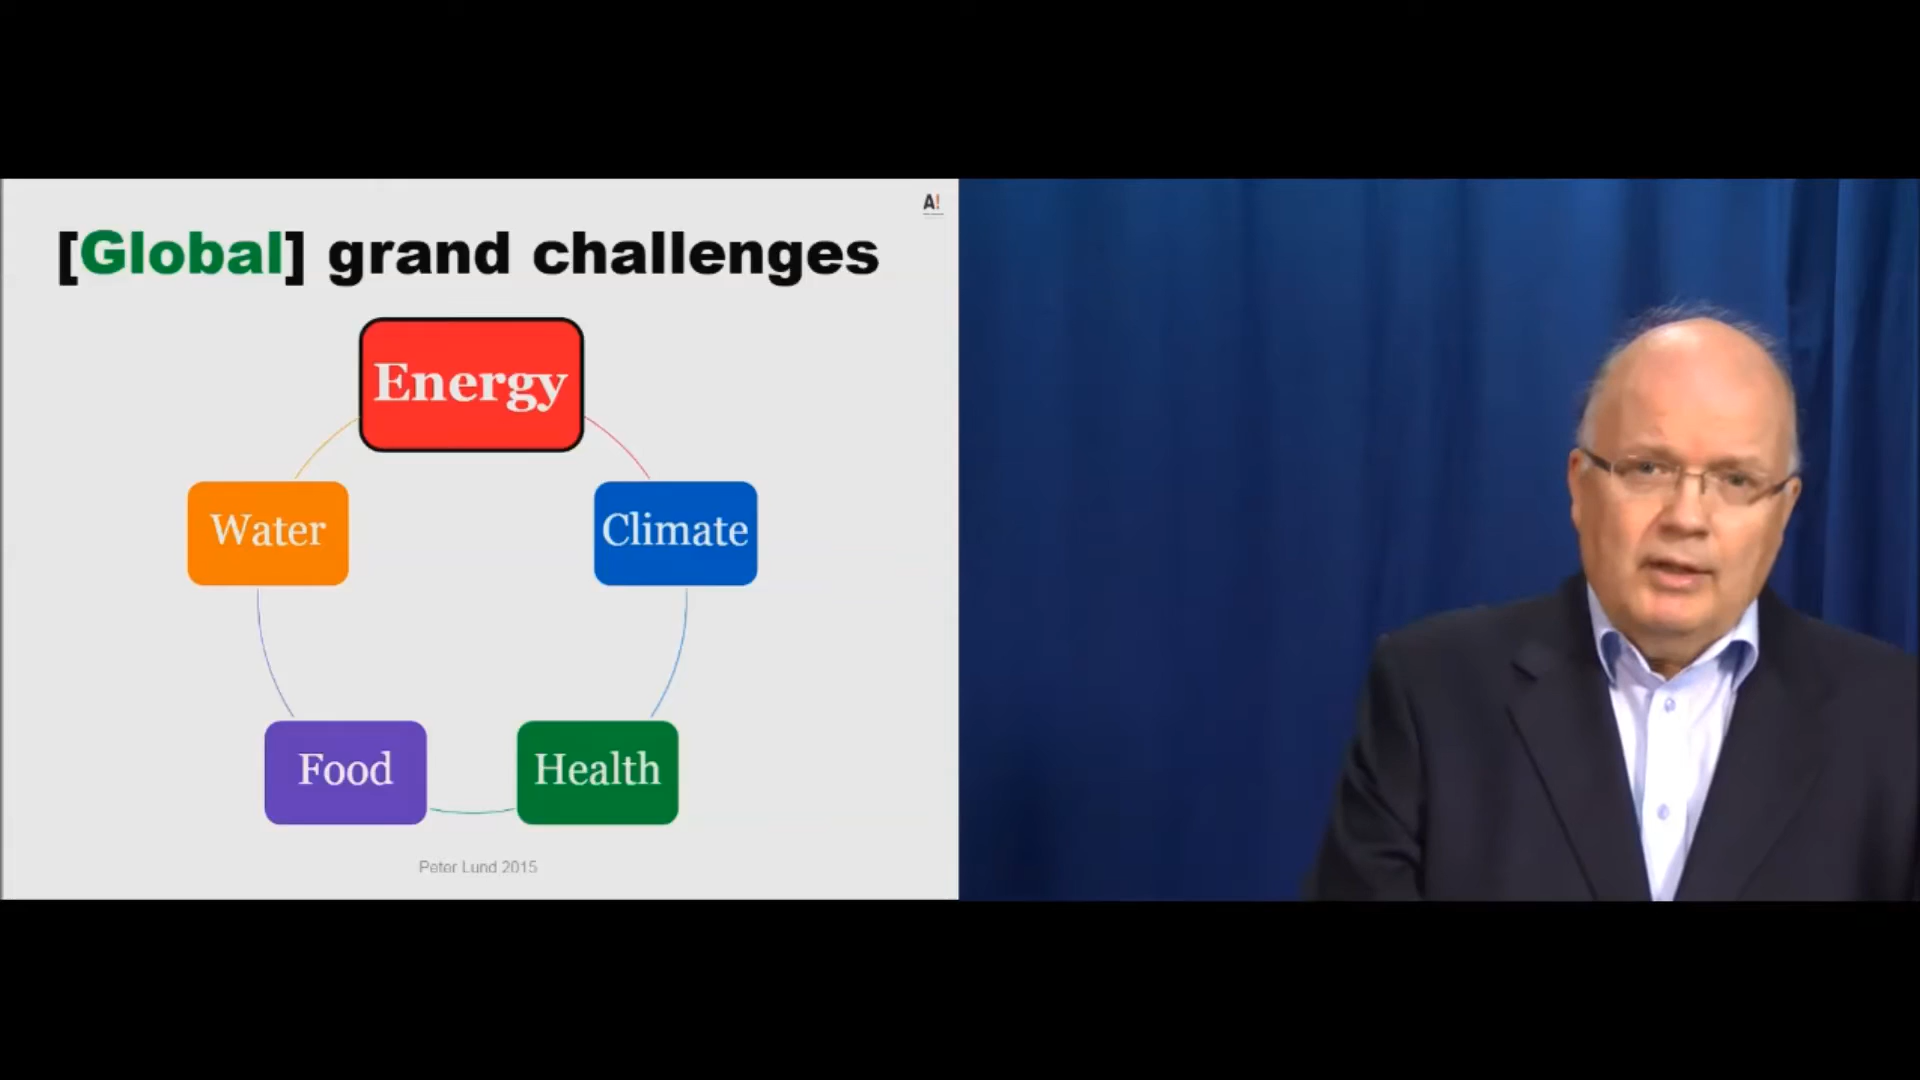 A!
[Global] grand challenges
Energy
Water
Climate
Food
Health
Peter Lund 2015